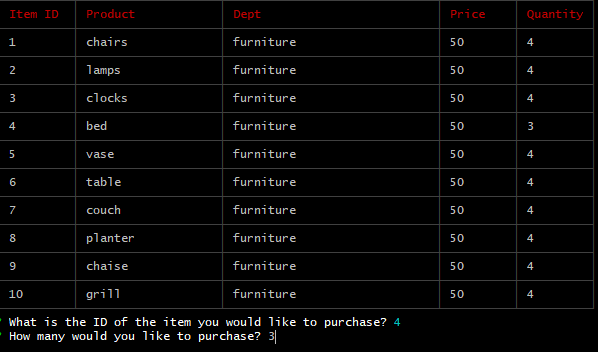 Item ID Product Dept Price Quantity
1 chairs furniture 50 4
2 lamps furniture 50 4
3 clocks furniture 50 4
4 bed furniture 50 3
5 vase furniture 50 4
6 table furniture 50 4
7 couch furniture 50 4
8 planter furniture 50 4
9 chaise furniture 50 4
10 grill furniture 50 4
What is the ID of the item you would like to purchase? 4
How many would you like to purchase? 3